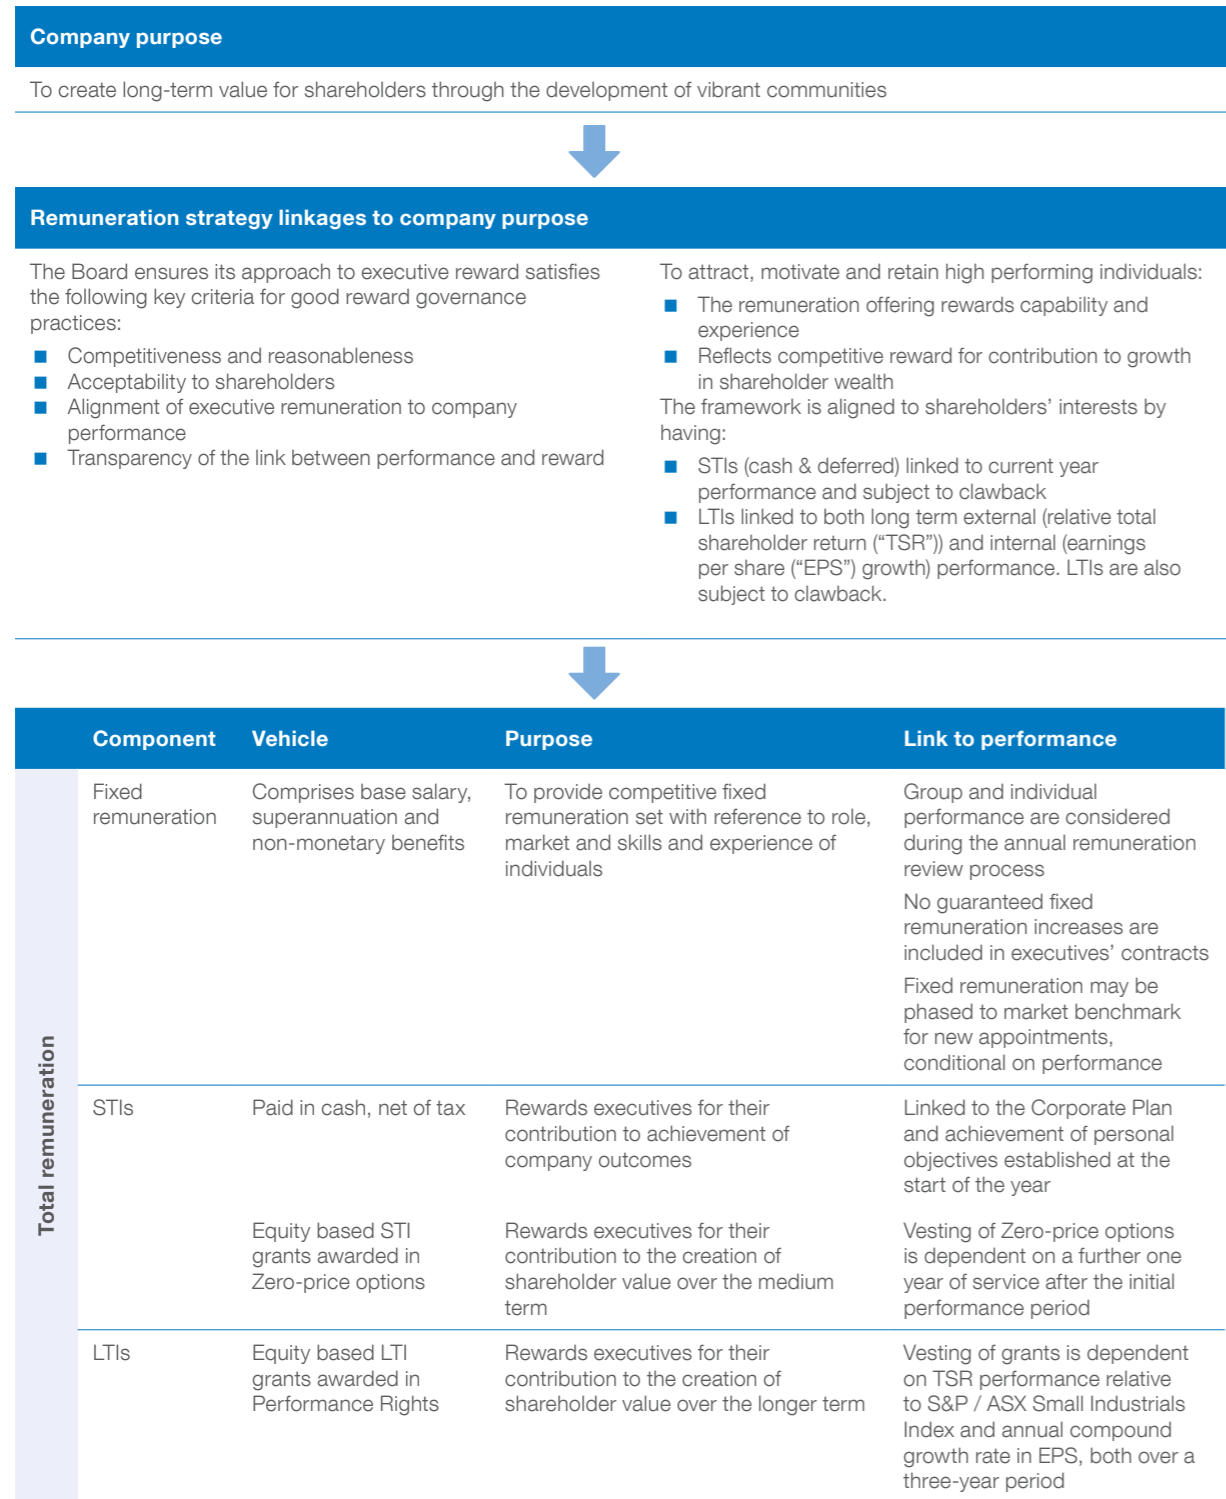 Company purpose
To create long-term value for shareholders through the development of vibrant communities
Remuneration strategy linkages to company purpose
The Board ensures its approach to executive reward satisfies
the following key criteria for good reward governance
practices:
■ Competitiveness and reasonableness
■ Acceptability to shareholders
■ Alignment of executive remuneration to company
performance
■ Transparency of the link between performance and reward
To attract, motivate and retain high performing individuals:
■ The remuneration offering rewards capability and
experience
■ Reflects competitive reward for contribution to growth
in shareholder wealth
The framework is aligned to shareholders’ interests by
having:
■ STIs (cash & deferred) linked to current year
performance and subject to clawback
■ LTIs linked to both long term external (relative total
shareholder return (“TSR”)) and internal (earnings
per share (“EPS”) growth) performance. LTIs are also
subject to clawback.
Component
Vehicle
Purpose
Link to performance
Total remuneration
Fixed
remuneration
Comprises base salary,
superannuation and
non-monetary benefits
To provide competitive fixed
remuneration set with reference to role,
market and skills and experience of
individuals
Group and individual
performance are considered
during the annual remuneration
review process
No guaranteed fixed
remuneration increases are
included in executives’ contracts
Fixed remuneration may be
phased to market benchmark
for new appointments,
conditional on performance
STIs
Paid in cash, net of tax
Rewards executives for their
contribution to achievement of
company outcomes
Linked to the Corporate Plan
and achievement of personal
objectives established at the
start of the year
Equity based STI
grants awarded in
Zero-price options
Rewards executives for their
contribution to the creation of
shareholder value over the medium
term
Vesting of Zero-price options
is dependent on a further one
year of service after the initial
performance period
LTIs
Equity based LTI
grants awarded in
Performance Rights
Rewards executives for their
contribution to the creation of
shareholder value over the longer term
Vesting of grants is dependent
on TSR performance relative
to S&P / ASX Small Industrials
Index and annual compound
growth rate in EPS, both over a
three-year period